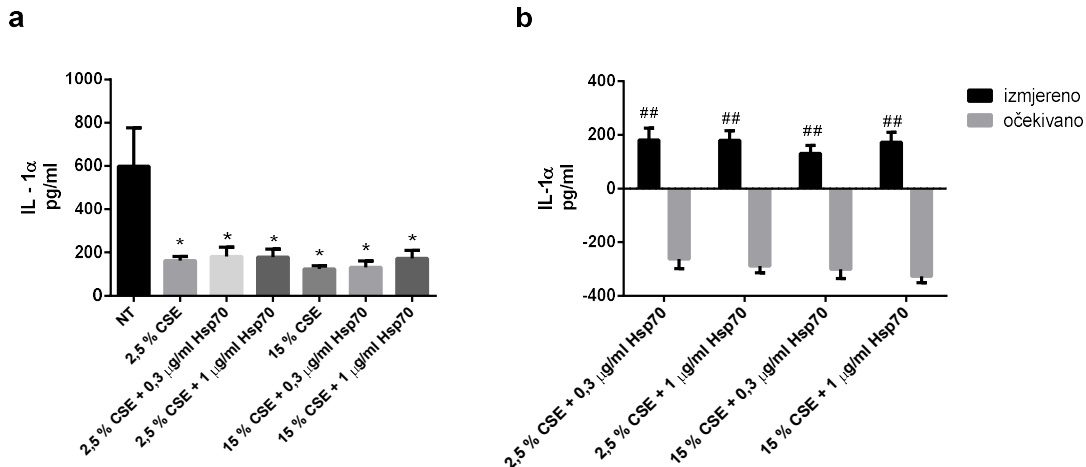 a
1000
800
600
400
200
0
IL - 1α
pg/ml
*
*
*
*
*
*
NT
2,5 % CSE
2,5 % CSE + 0,3 μg/ml Hsp70
2,5 % CSE + 1 μg/ml Hsp70
15 % CSE
15 % CSE + 0,3 μg/ml Hsp70
15 % CSE + 1 μg/ml Hsp70
b
400
200
0
-200
-400
IL-1α
pg/ml
##
##
##
##
2,5 % CSE + 0,3 μg/ml Hsp70
2,5 % CSE + 1 μg/ml Hsp70
15 % CSE + 0,3 μg/ml Hsp70
15 % CSE + 1 μg/ml Hsp70
izmjereno
očekivano